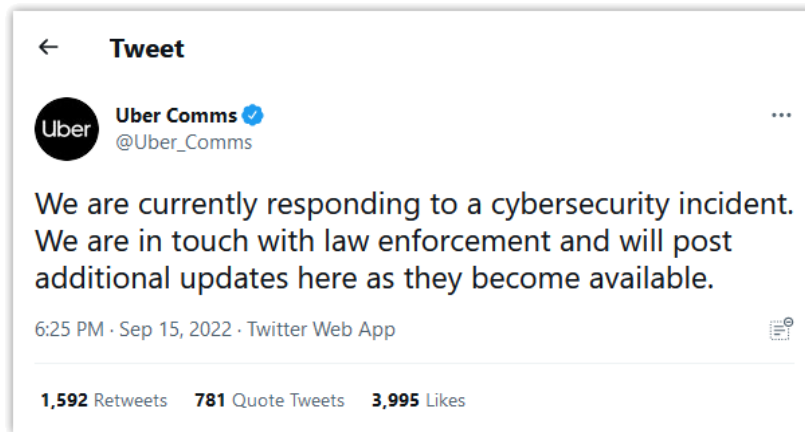 Tweet
Uber
Uber Comms
@Uber_Comms
We are currently responding to a cybersecurity incident.
We are in touch with law enforcement and will post
additional updates here as they become available.
6:25 PM · Sep 15, 2022 · Twitter Web App
1,592 Retweets 781 Quote Tweets 3,995 Likes